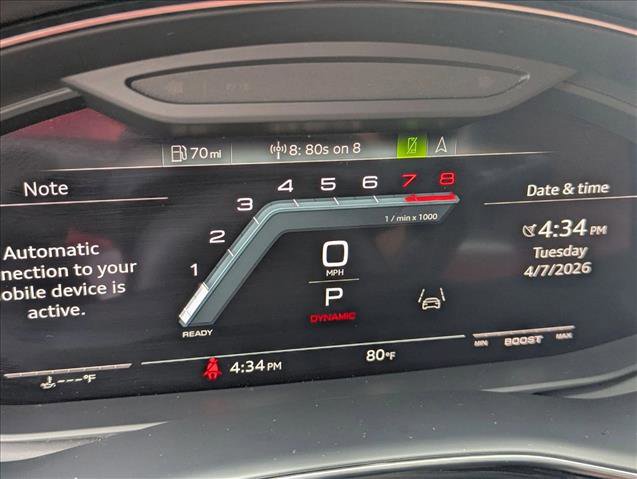 70 mi
8: 80s on 8
Note
Date & time
1 2 3 4 5 6 7 8
1 / min x 1000
Automatic
nection to your
obile device is
active.
4:34 PM
Tuesday
4/7/2026
0
MPH
P
DYNAMIC
READY
MIN BOOST MAX
---°F
4:34 PM
80°F